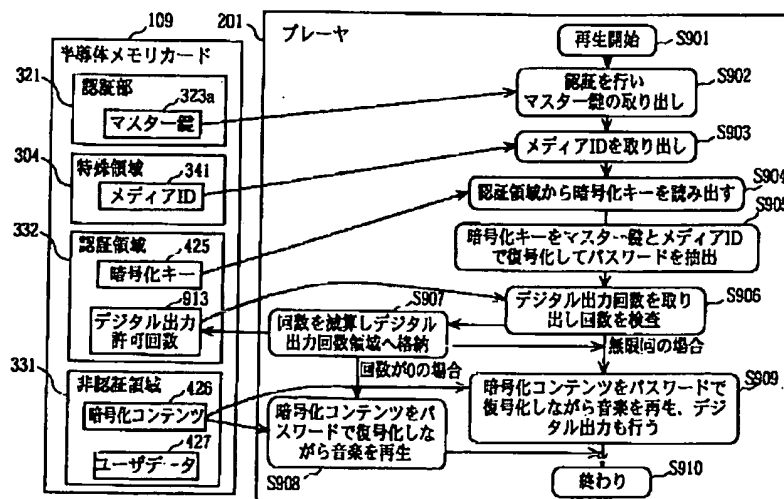 109
半導体メモリカード
321
認証部
323a
マスター鍵
304
特殊領域
341
メディアID
332
認証領域
425
暗号化キー
913
デジタル出力
許可回数
331
非認証領域
426
暗号化コンテンツ
427
ユーザデータ
201
プレーヤ
再生開始
S901
認証を行い
マスター鍵の取り出し
S902
メディアIDを取り出し
S903
認証領域から暗号化キーを読み出す
S904
暗号化キーをマスター鍵とメディアID
で復号化してパスワードを抽出
S905
デジタル出力回数を取り
出し回数を検査
S906
S907
回数を減算しデジタル
出力回数領域へ格納
無限回の場合
回数が0の場合
暗号化コンテンツをパ
スワードで復号化しな
がら音楽を再生
S908
暗号化コンテンツをパスワードで
復号化しながら音楽を再生、デジ
タル出力も行う
S909
終わり
S910